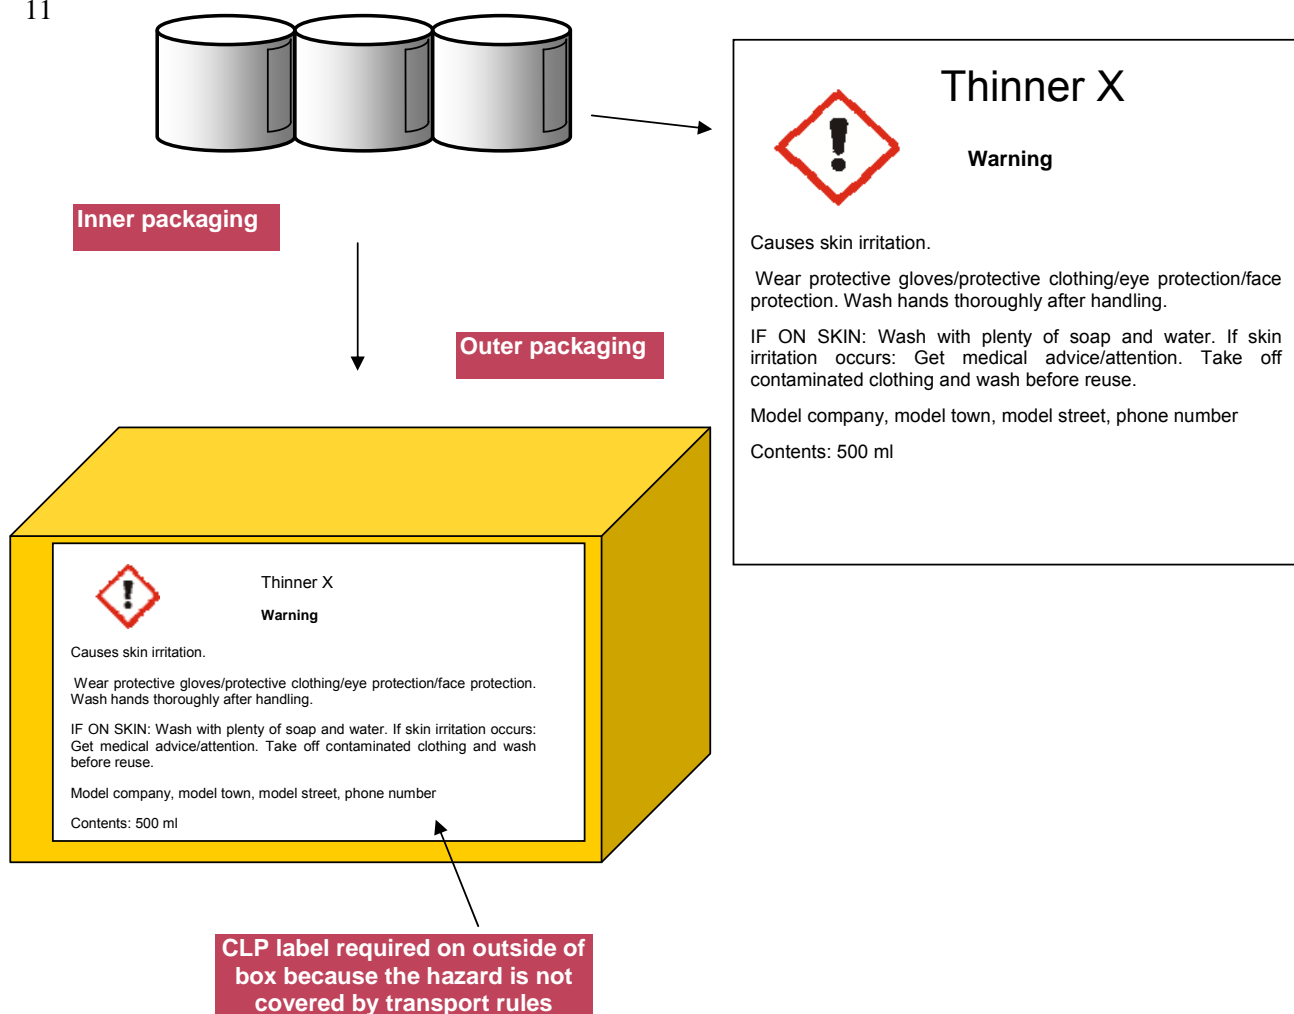 11
Thinner X
Warning
Causes skin irritation.
Wear protective gloves/protective clothing/eye protection/face
protection. Wash hands thoroughly after handling.
IF ON SKIN: Wash with plenty of soap and water. If skin
irritation occurs: Get medical advice/attention. Take off
contaminated clothing and wash before reuse.
Model company, model town, model street, phone number
Contents: 500 ml
Inner packaging
Outer packaging
Thinner X
Warning
Causes skin irritation.
Wear protective gloves/protective clothing/eye protection/face protection.
Wash hands thoroughly after handling.
IF ON SKIN: Wash with plenty of soap and water. If skin irritation occurs:
Get medical advice/attention. Take off contaminated clothing and wash
before reuse.
Model company, model town, model street, phone number
Contents: 500 ml
CLP label required on outside of
box because the hazard is not
covered by transport rules